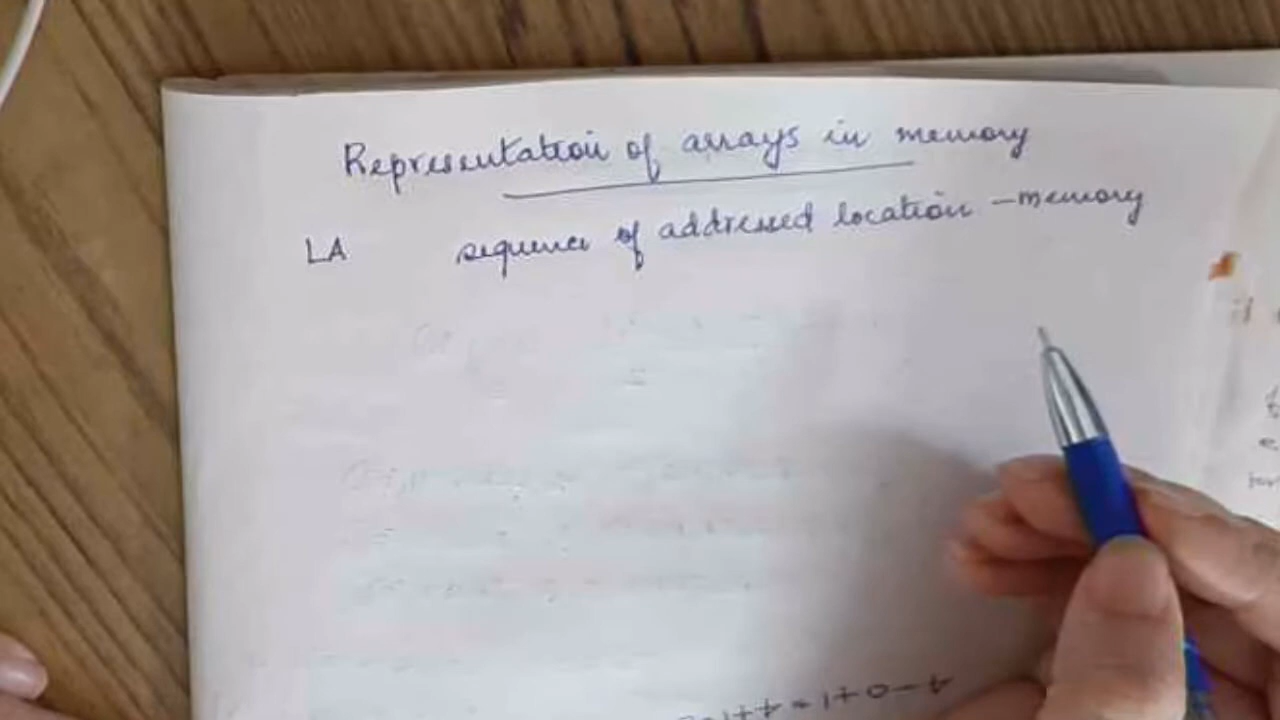 Representation of arrays in memory
LA sequence of addressed location - memory